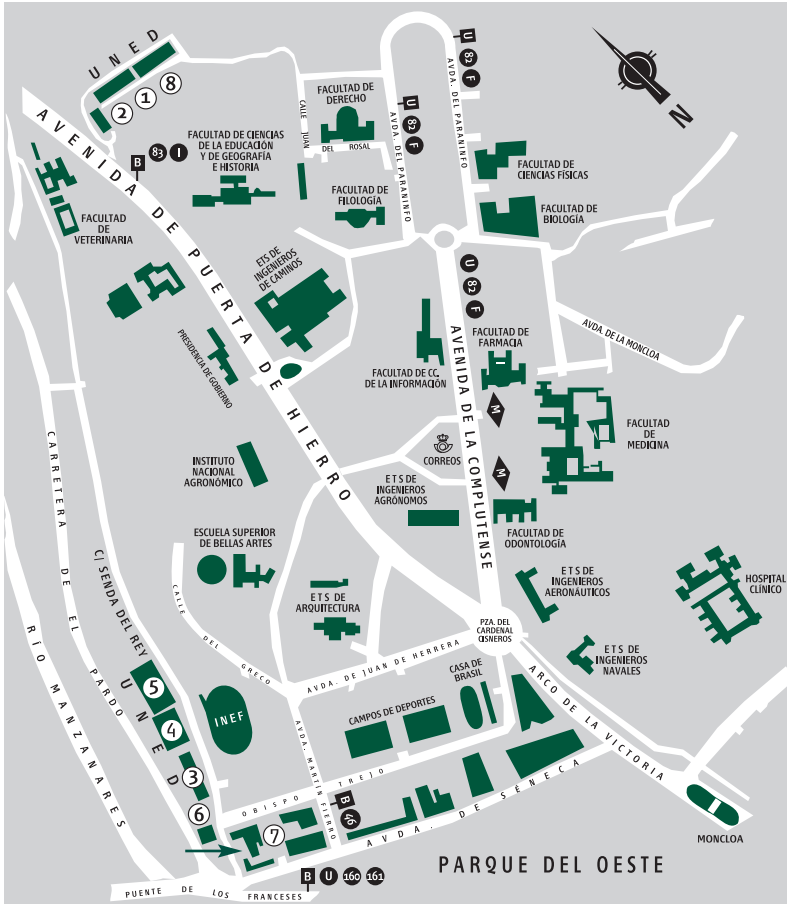 UNED
2
1
8
AVENIDA DE PUERTA DE HIERRO
B 83 I
FACULTAD DE CIENCIAS
DE LA EDUCACIÓN
Y DE GEOGRAFÍA
E HISTORIA
CALLE JUAN DEL ROSAL
FACULTAD DE
DERECHO
U
82
F
AVDA. DEL PARANINFO
U
82
F
AVDA. DEL PARANINFO
N
FACULTAD DE
CIENCIAS FÍSICAS
FACULTAD DE
FILOLOGÍA
FACULTAD DE
BIOLOGÍA
FACULTAD
DE
VETERINARIA
ETS DE
INGENIEROS
DE CAMINOS
U
82
F
PRESIDENCIA DE GOBIERNO
AVENIDA DE LA COMPLUTENSE
FACULTAD DE
FARMACIA
AVDA. DE LA MONCLOA
FACULTAD DE CC.
DE LA INFORMACIÓN
M
FACULTAD
DE
MEDICINA
CORREOS
M
INSTITUTO
NACIONAL
AGRONÓMICO
E T S DE
INGENIEROS
AGRÓNOMOS
CARRETERA DE EL PARDO
ESCUELA SUPERIOR
DE BELLAS ARTES
FACULTAD DE
ODONTOLOGÍA
C/ SENDA DEL REY
CALLE DEL GRECO
E T S DE
ARQUITECTURA
E T S DE
INGENIEROS
AERONÁUTICOS
HOSPITAL
CLÍNICO
RÍO MANZANARES
PZA. DEL
CARDENAL
CISNEROS
E T S DE
INGENIEROS
NAVALES
AVDA. DE JUAN DE HERRERA
CASA DE
BRASIL
ARCO DE LA VICTORIA
UNED
5
4
3
6
INEF
CAMPOS DE DEPORTES
AVDA. MARTÍN FIERRO
OBISPO TREJO
B
46
7
AVDA. DE SÉNECA
MONCLOA
PARQUE DEL OESTE
B U 160 161
PUENTE DE LOS FRANCESES